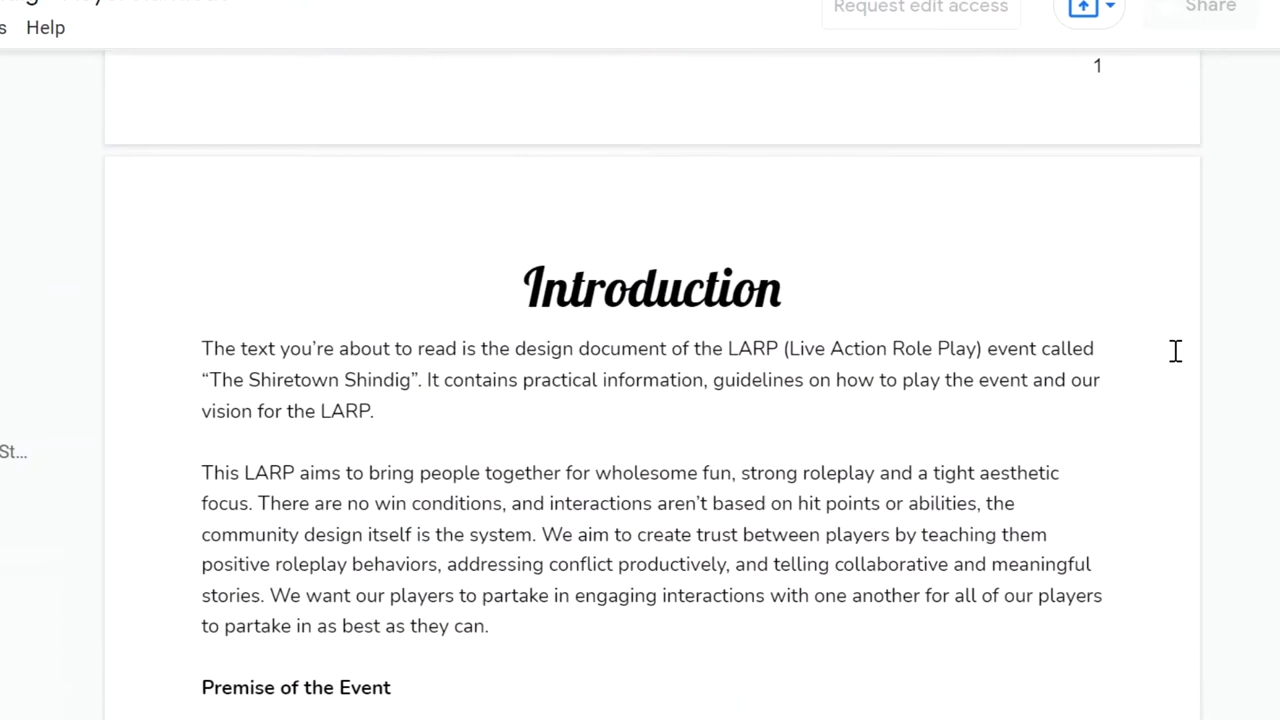 Request edit access
Share
Help
1
Introduction
The text you’re about to read is the design document of the LARP (Live Action Role Play) event called
“The Shiretown Shindig”. It contains practical information, guidelines on how to play the event and our
vision for the LARP.
St...
This LARP aims to bring people together for wholesome fun, strong roleplay and a tight aesthetic
focus. There are no win conditions, and interactions aren’t based on hit points or abilities, the
community design itself is the system. We aim to create trust between players by teaching them
positive roleplay behaviors, addressing conflict productively, and telling collaborative and meaningful
stories. We want our players to partake in engaging interactions with one another for all of our players
to partake in as best as they can.
Premise of the Event